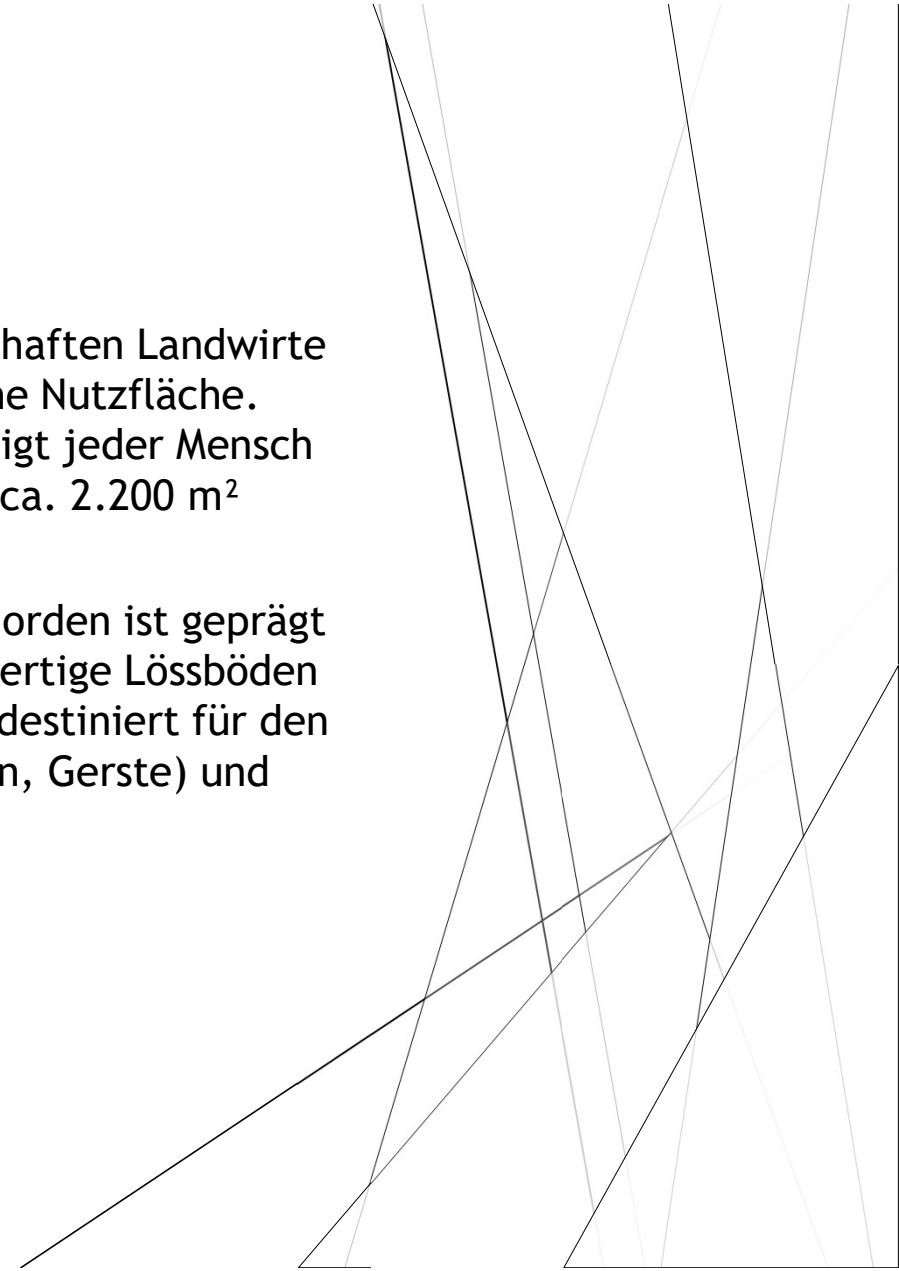 haften Landwirte
ne Nutzfläche.
igt jeder Mensch
ca. 2.200 m²
orden ist geprägt
ertige Lössböden
destiniert für den
n, Gerste) und